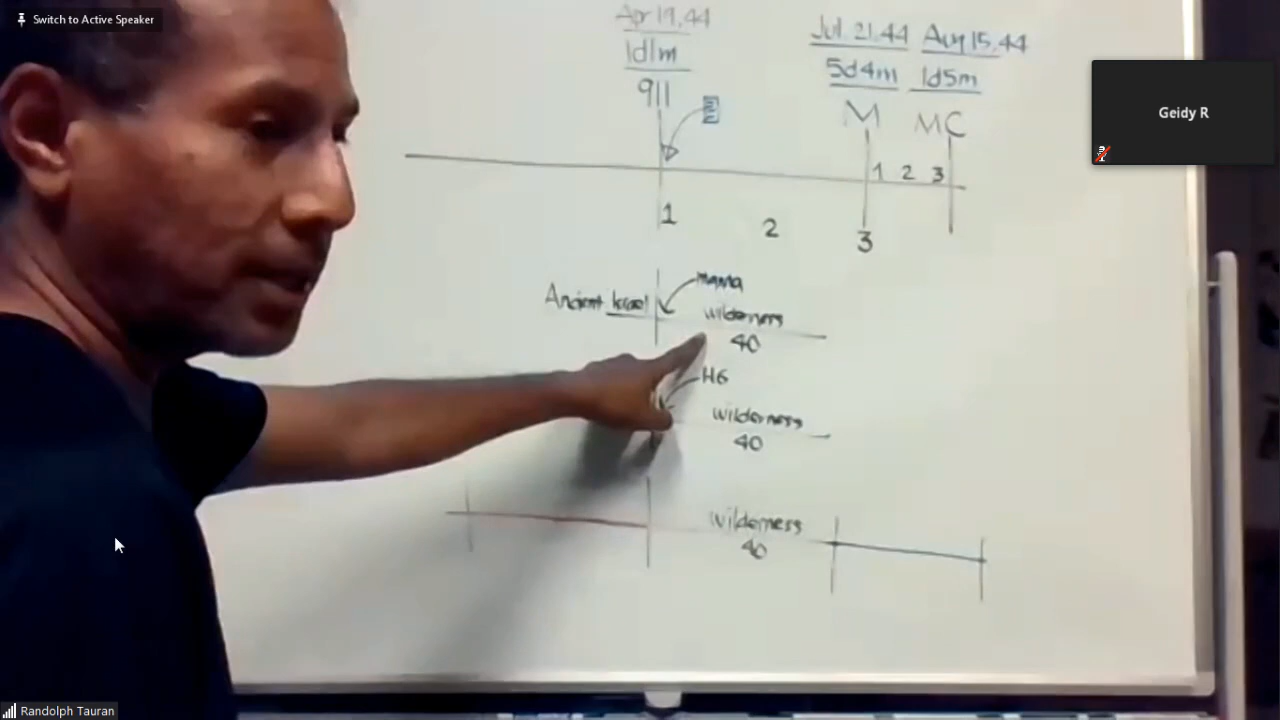 Switch to Active Speaker
Apr 19, 44
1d1m
911
Jul. 21, 44
5d4m
M
Aug 15, 44
1d5m
MC
Geidy R
1 2 3
1
2
3
manna
Ancient Israel
wilderness
40
H6
wilderness
40
wilderness
40
Randolph Tauran